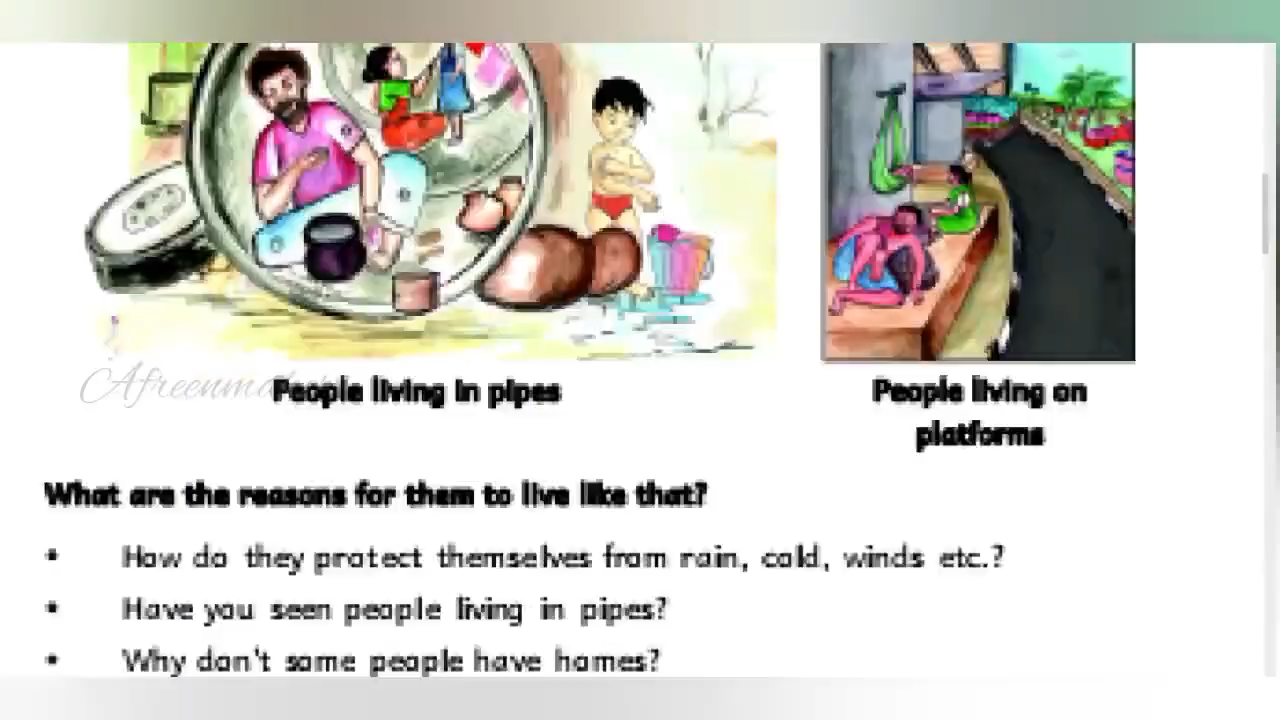 People living in pipes
People living on
platforms
What are the reasons for them to live like that?
• How do they protect themselves from rain, cold, winds etc.?
• Have you seen people living in pipes?
• Why don't some people have homes?